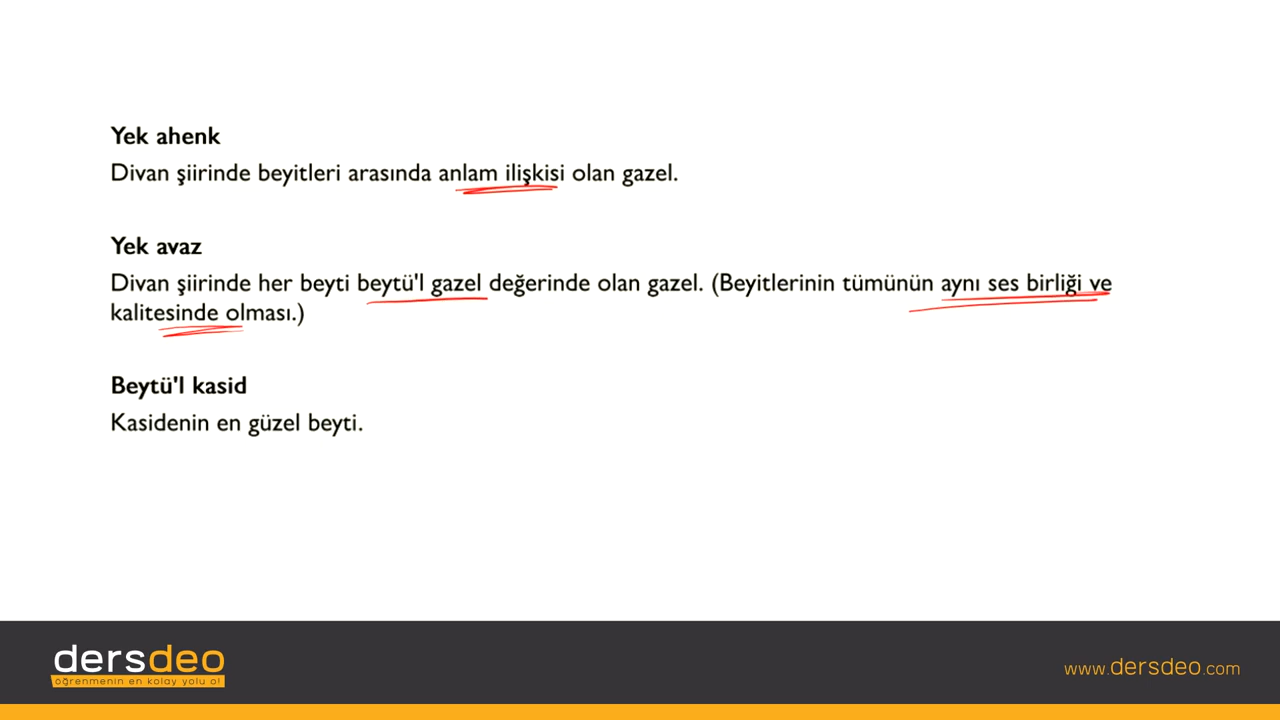 Yek ahenk
Divan şiirinde beyitleri arasında anlam ilişkisi olan gazel.
Yek avaz
Divan şiirinde her beyti beytü'l gazel değerinde olan gazel. (Beyitlerinin tümünün aynı ses birliği ve
kalitesinde olması.)
Beytü'l kasid
Kasidenin en güzel beyti.
dersdeo
öğrenmenin en kolay yolu o!
www.dersdeo.com